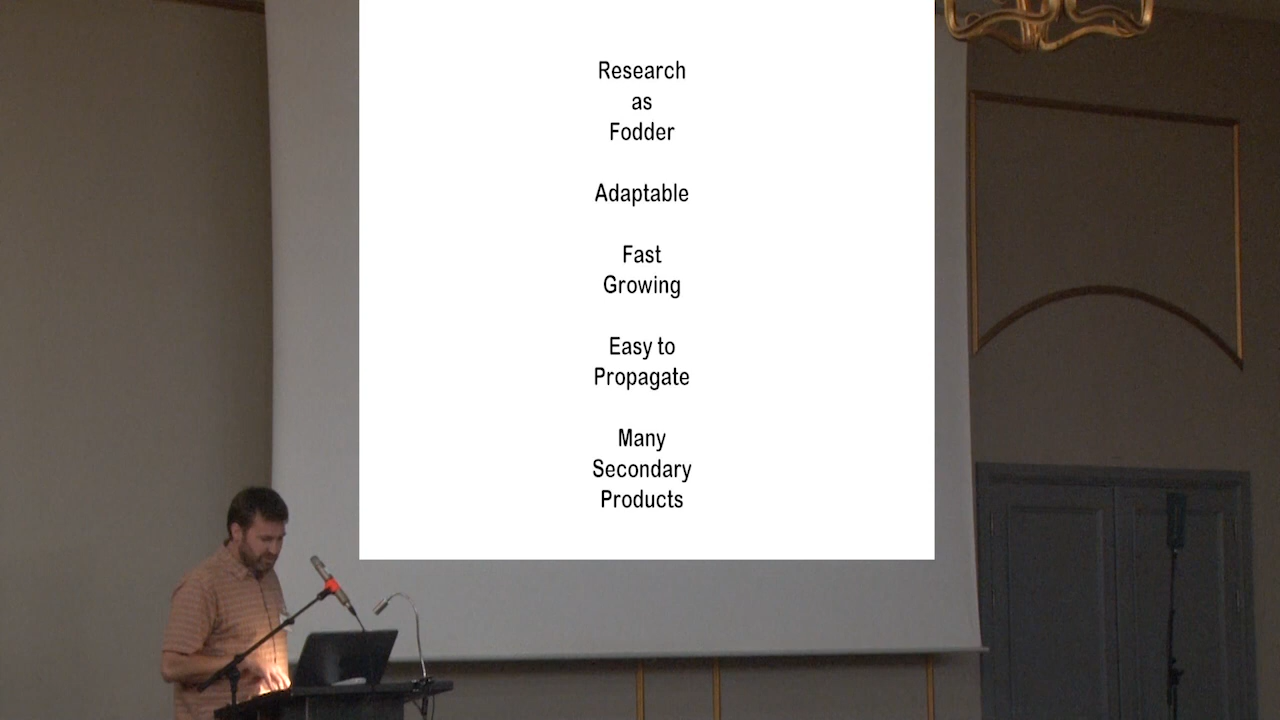 Research
as
Fodder
Adaptable
Fast
Growing
Easy to
Propagate
Many
Secondary
Products